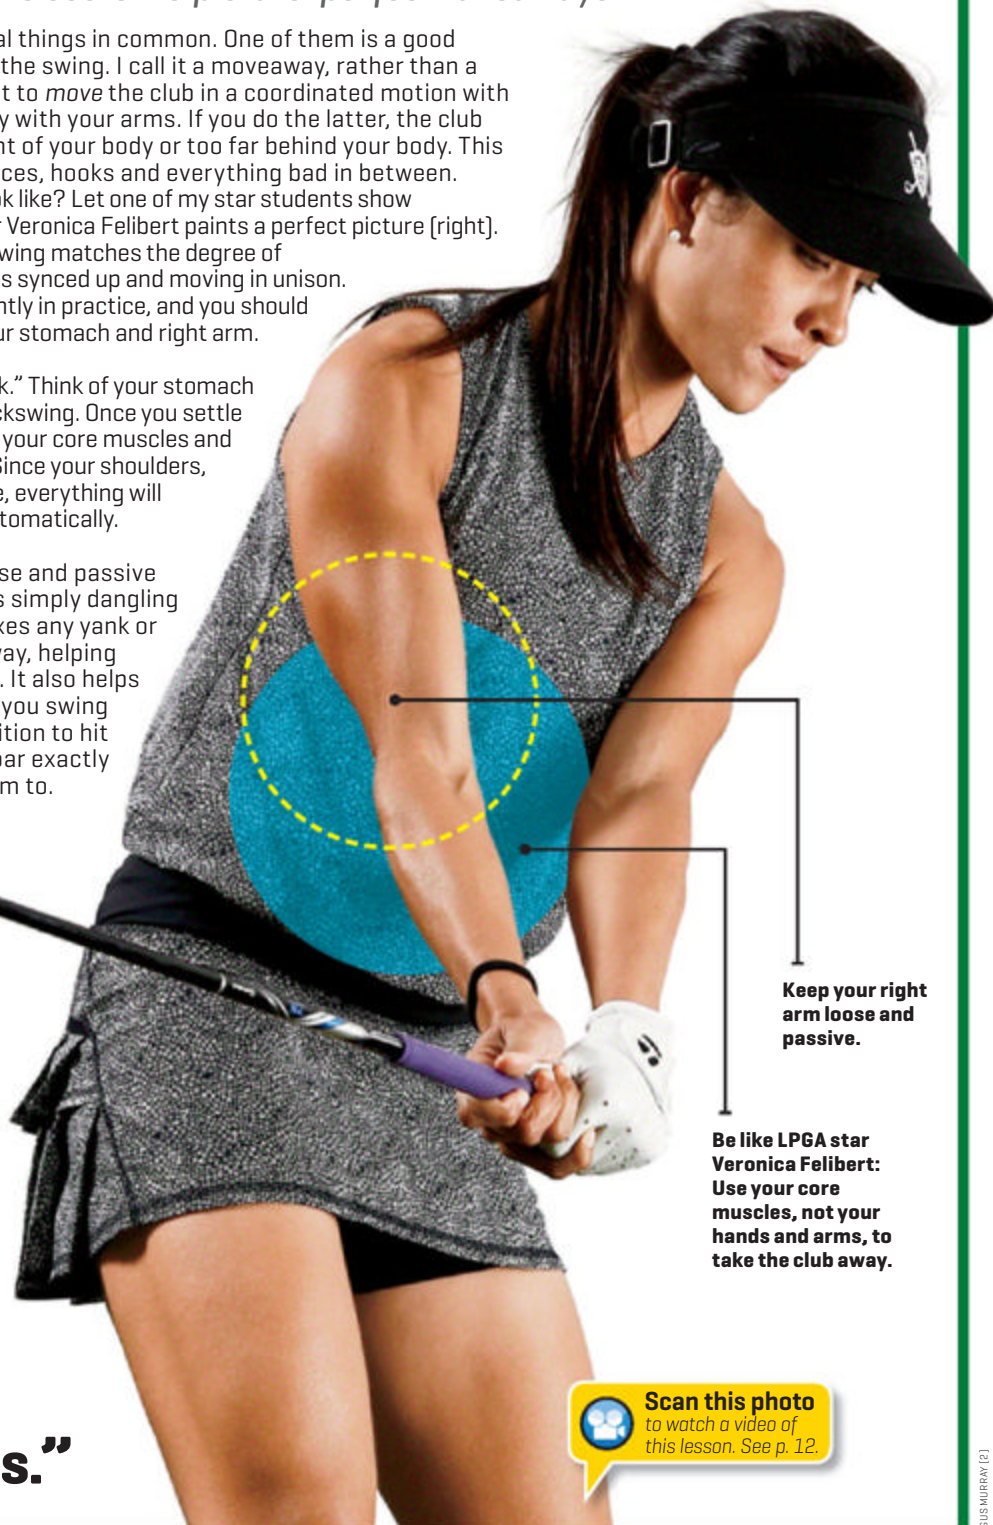 al things in common. One of them is a good
the swing. I call it a moveaway, rather than a
t to move the club in a coordinated motion with
y with your arms. If you do the latter, the club
nt of your body or too far behind your body. This
ces, hooks and everything bad in between.
ok like? Let one of my star students show
r Veronica Felibert paints a perfect picture (right).
wing matches the degree of
s synced up and moving in unison.
ntly in practice, and you should
ur stomach and right arm.
k.” Think of your stomach
ckswing. Once you settle
your core muscles and
Since your shoulders,
e, everything will
tomatically.
se and passive
s simply dangling
kes any yank or
ay, helping
. It also helps
you swing
ition to hit
bar exactly
m to.
Keep your right
arm loose and
passive.
Be like LPGA star
Veronica Felibert:
Use your core
muscles, not your
hands and arms, to
take the club away.
Scan this photo
to watch a video of
this lesson. See p. 12.
s.”
GUS MURRAY [2]